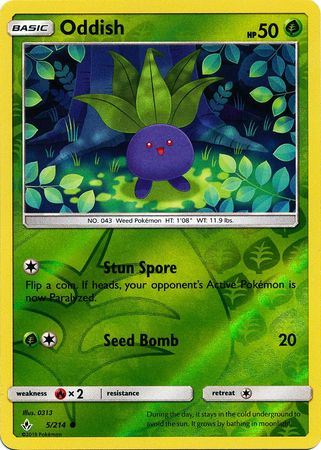 BASIC Oddish HP50
NO. 043 Weed Pokémon HT: 1'08" WT: 11.9 lbs.
Stun Spore
Flip a coin. If heads, your opponent's Active Pokémon is
now Paralyzed.
Seed Bomb 20
weakness × 2 resistance retreat
Illus. 0313
5/214
©2019 Pokémon
During the day, it stays in the cold underground to
avoid the sun. It grows by bathing in moonlight.